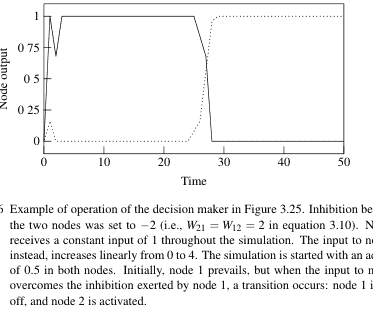 1
0 75
0 5
0 25
0
Node output
0 10 20 30 40 50
Time
6 Example of operation of the decision maker in Figure 3.25. Inhibition be
the two nodes was set to −2 (i.e., W21 = W12 = 2 in equation 3.10). N
receives a constant input of 1 throughout the simulation. The input to n
instead, increases linearly from 0 to 4. The simulation is started with an ac
of 0.5 in both nodes. Initially, node 1 prevails, but when the input to n
overcomes the inhibition exerted by node 1, a transition occurs: node 1 i
off, and node 2 is activated.